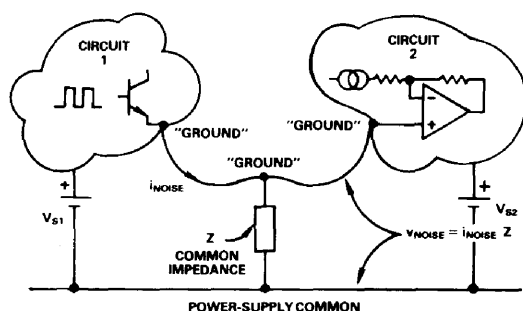 CIRCUIT
1
CIRCUIT
2
-
+
"GROUND"
"GROUND"
"GROUND"
iNOISE
+
VS1
Z
COMMON
IMPEDANCE
vNOISE = iNOISE Z
+
VS2
POWER-SUPPLY COMMON